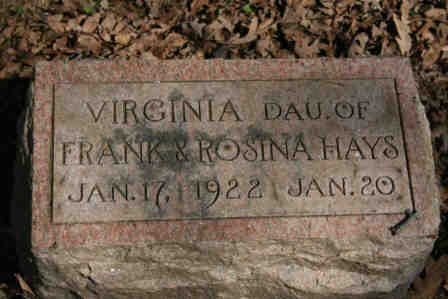 VIRGINIA DAU. OF
FRANK & ROSINA HAYS
JAN. 17, 1922 JAN. 20